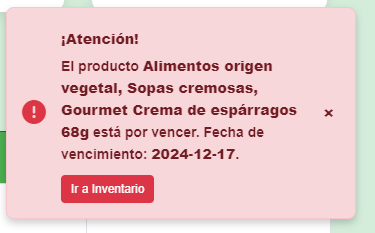 ¡Atención!
El producto Alimentos origen
vegetal, Sopas cremosas,
Gourmet Crema de espárragos
68g está por vencer. Fecha de
vencimiento: 2024-12-17.
Ir a Inventario